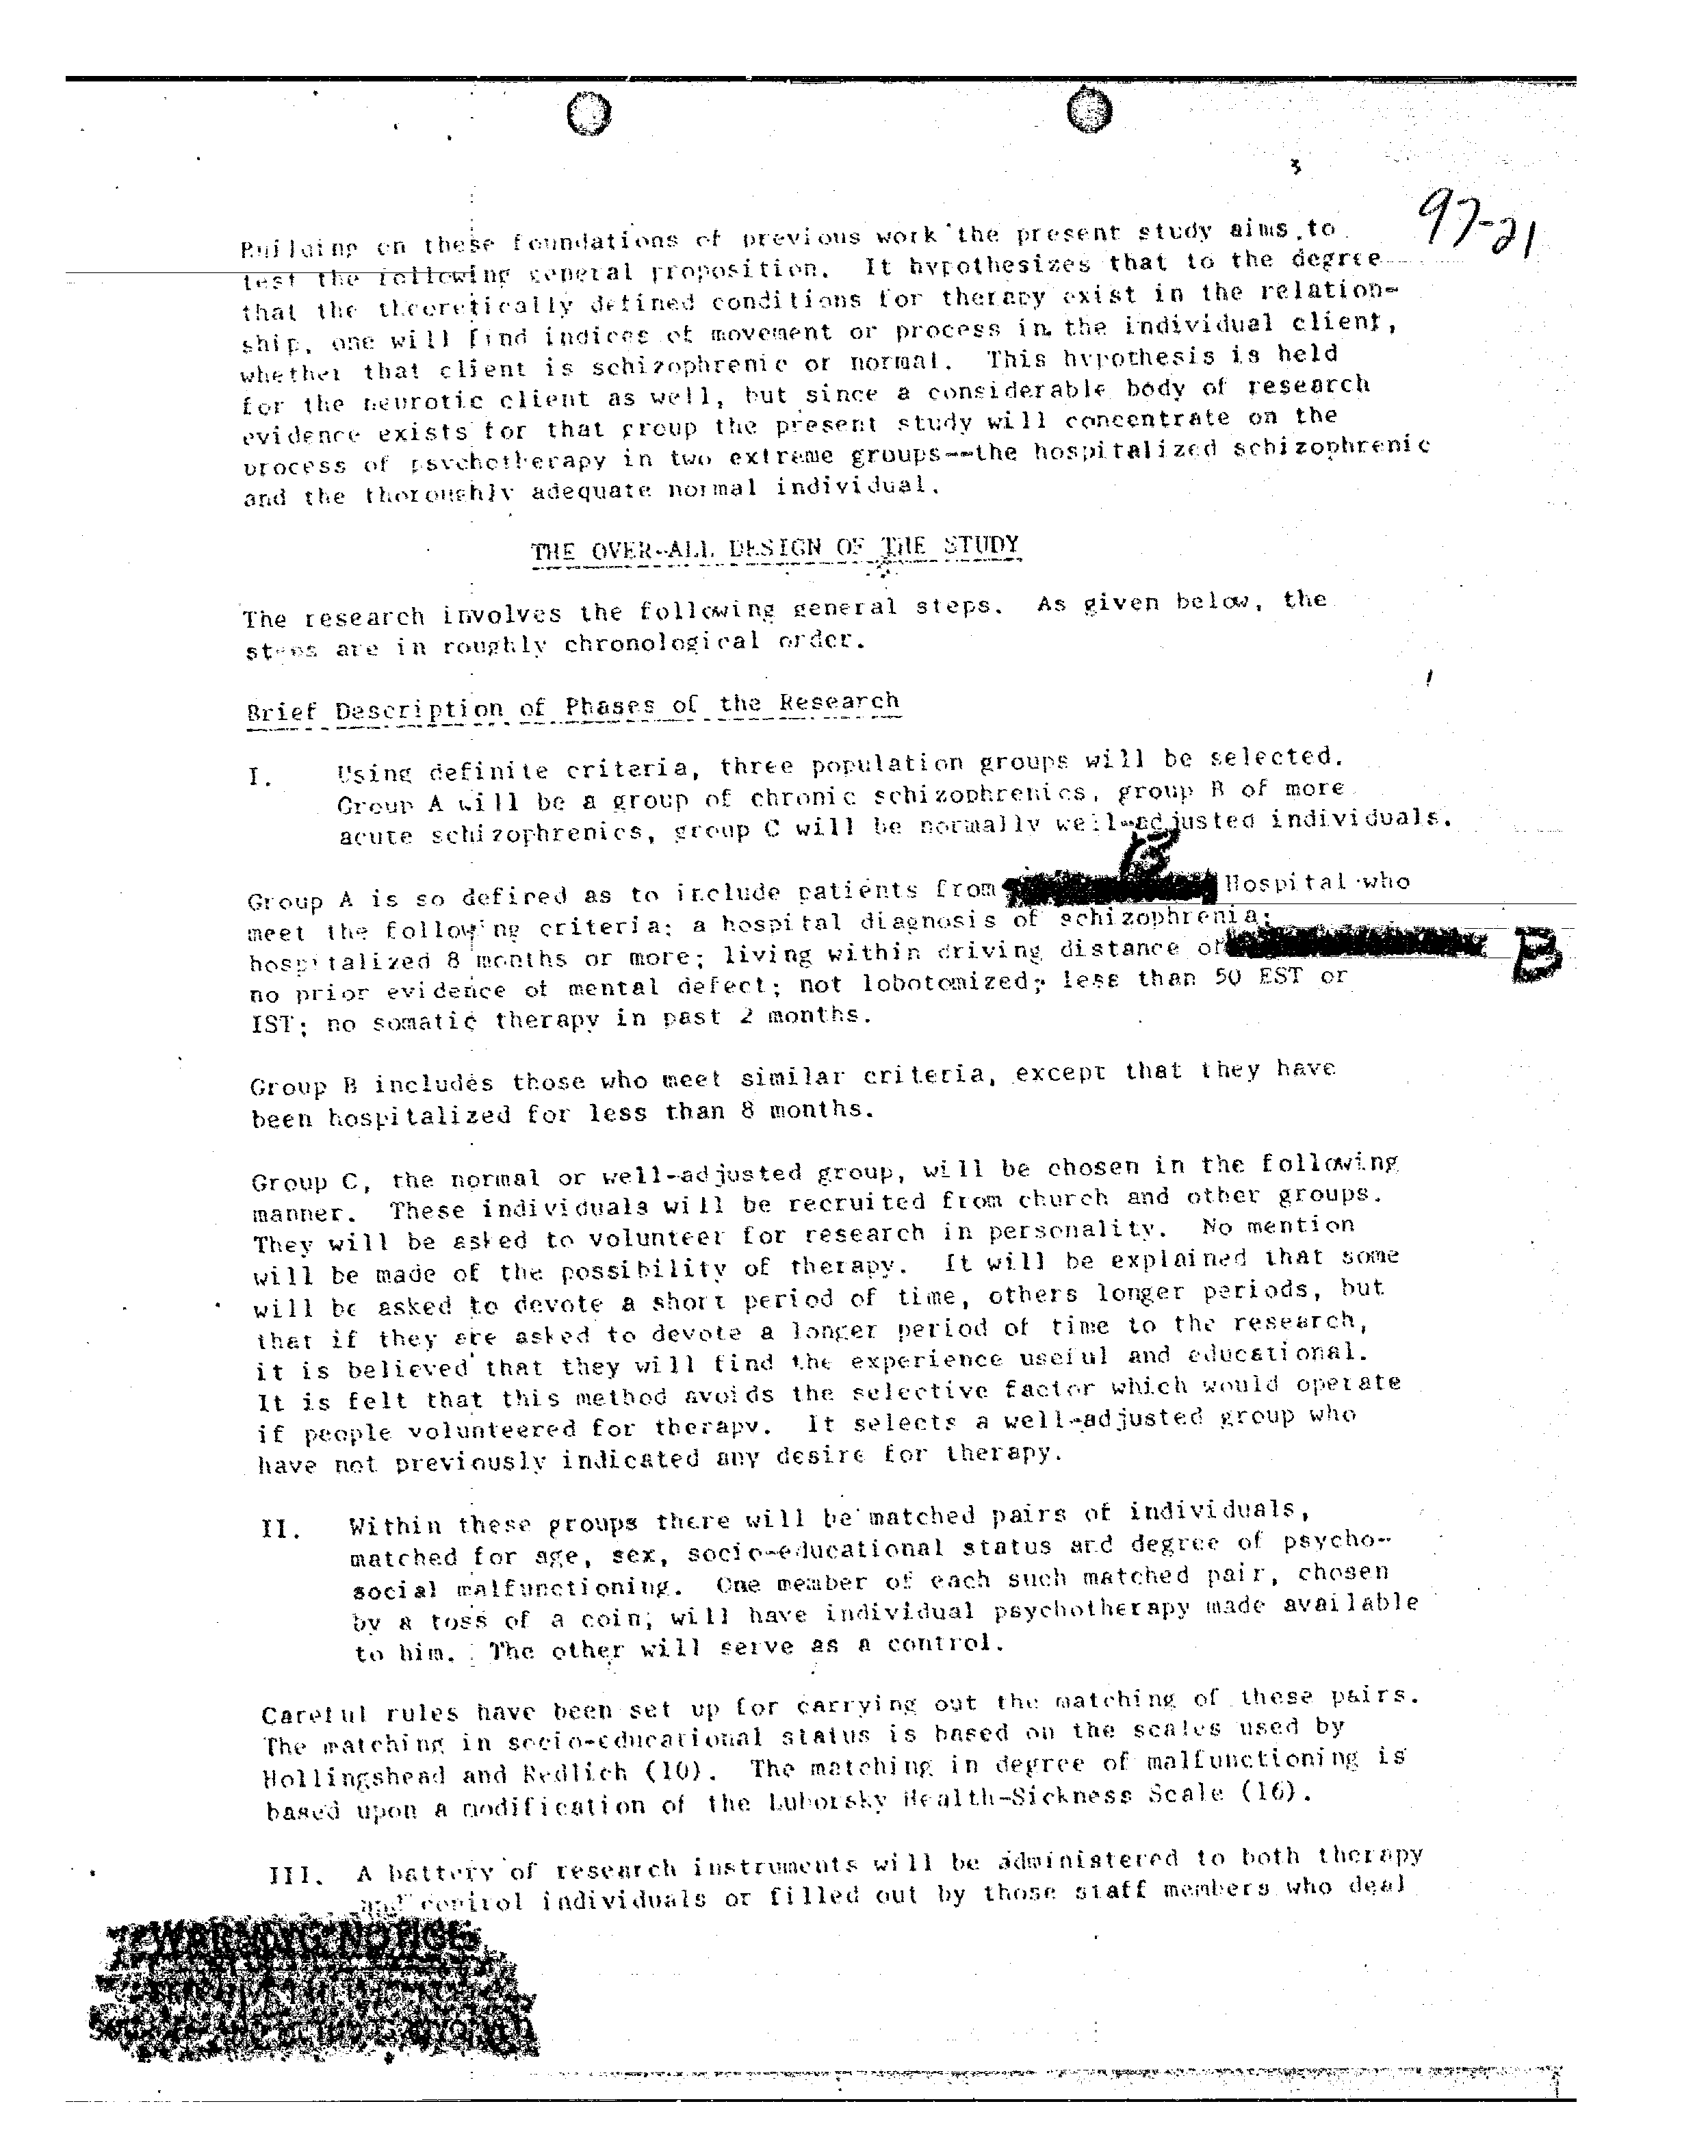 3
97-21
Building on these foundations of previous work the present study aims to
test the following general proposition. It hypothesizes that to the degree
that the theoretically defined conditions for therapy exist in the relation-
ship, one will find indices of movement or process in the individual client,
whether that client is schizophrenic or normal. This hypothesis is held
for the neurotic client as well, but since a considerable body of research
evidence exists for that group the present study will concentrate on the
process of psychotherapy in two extreme groups--the hospitalized schizophrenic
and the thoroughly adequate normal individual.
THE OVER-ALL DESIGN OF THE STUDY
The research involves the following general steps. As given below, the
steps are in roughly chronological order.
Brief Description of Phases of the Research
I. Using definite criteria, three population groups will be selected.
Group A will be a group of chronic schizophrenics, group B of more
acute schizophrenics, group C will be normally well-adjusted individuals.
B
Group A is so defined as to include patients from Hospital who
meet the following criteria: a hospital diagnosis of schizophrenia;
hospitalized 8 months or more; living within driving distance of B
no prior evidence of mental defect; not lobotomized; less than 50 EST or
IST; no somatic therapy in past 2 months.
Group B includes those who meet similar criteria, except that they have
been hospitalized for less than 8 months.
Group C, the normal or well-adjusted group, will be chosen in the following
manner. These individuals will be recruited from church and other groups.
They will be asked to volunteer for research in personality. No mention
will be made of the possibility of therapy. It will be explained that some
will be asked to devote a short period of time, others longer periods, but
that if they are asked to devote a longer period of time to the research,
it is believed that they will find the experience useful and educational.
It is felt that this method avoids the selective factor which would operate
if people volunteered for therapy. It selects a well-adjusted group who
have not previously indicated any desire for therapy.
II. Within these groups there will be matched pairs of individuals,
matched for age, sex, socio-educational status and degree of psycho-
social malfunctioning. One member of each such matched pair, chosen
by a toss of a coin, will have individual psychotherapy made available
to him. The other will serve as a control.
Careful rules have been set up for carrying out the matching of these pairs.
The matching in socio-educational status is based on the scales used by
Hollingshead and Redlich (10). The matching in degree of malfunctioning is
based upon a modification of the Luborsky Health-Sickness Scale (16).
III. A battery of research instruments will be administered to both therapy
and control individuals or filled out by those staff members who deal
WARNING NOTICE